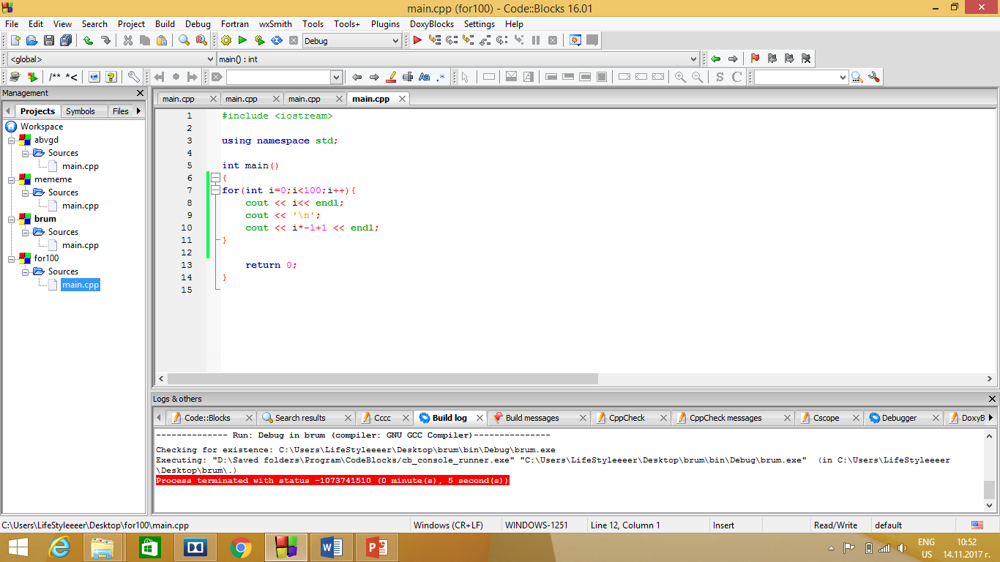 main.cpp (for100) - Code::Blocks 16.01
File Edit View Search Project Build Debug Fortran wxSmith Tools Tools+ Plugins DoxyBlocks Settings Help
Debug
<global> main() : int
/** *<
Aa .*
S C
Management
Projects Symbols Files
main.cpp main.cpp main.cpp main.cpp
Workspace
abvgd
Sources
main.cpp
mememe
Sources
main.cpp
brum
Sources
main.cpp
for100
Sources
main.cpp
1 #include <iostream>
2
3 using namespace std;
4
5 int main()
6 {
7 for(int i=0;i<100;i++){
8 cout << i<< endl;
9 cout << '\n';
10 cout << i*-1+1 << endl;
11 }
12
13 return 0;
14 }
15
Logs & others
Code::Blocks Search results Cccc Build log Build messages CppCheck CppCheck messages Cscope Debugger DoxyB
-------------- Run: Debug in brum (compiler: GNU GCC Compiler)---------------
Checking for existence: C:\Users\LifeStyleeeer\Desktop\brum\bin\Debug\brum.exe
Executing: "D:\Saved folders\Program\CodeBlocks/cb_console_runner.exe" "C:\Users\LifeStyleeeer\Desktop\brum\bin\Debug\brum.exe" (in C:\Users\LifeStyleeeer
\Desktop\brum\.)
Process terminated with status -1073741510 (0 minute(s), 5 second(s))
C:\Users\LifeStyleeeer\Desktop\for100\main.cpp Windows (CR+LF) WINDOWS-1251 Line 12, Column 1 Insert Read/Write default
ENG 10:52
US 14.11.2017 г.